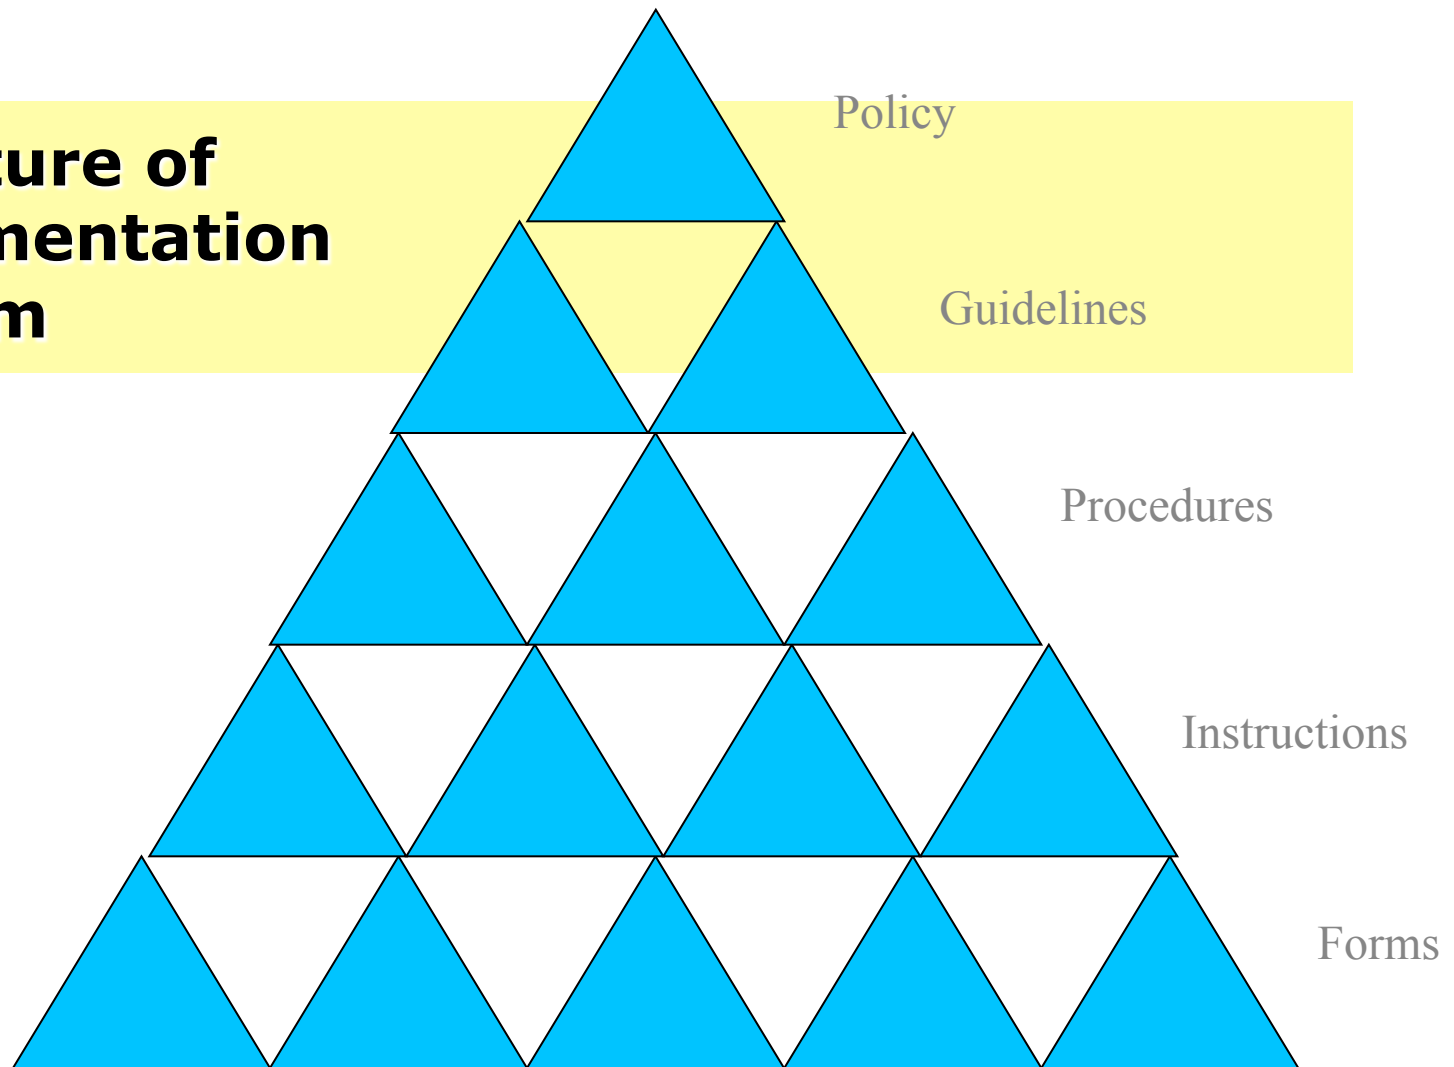 Policy
ture of
mentation
m
Guidelines
Procedures
Instructions
Forms